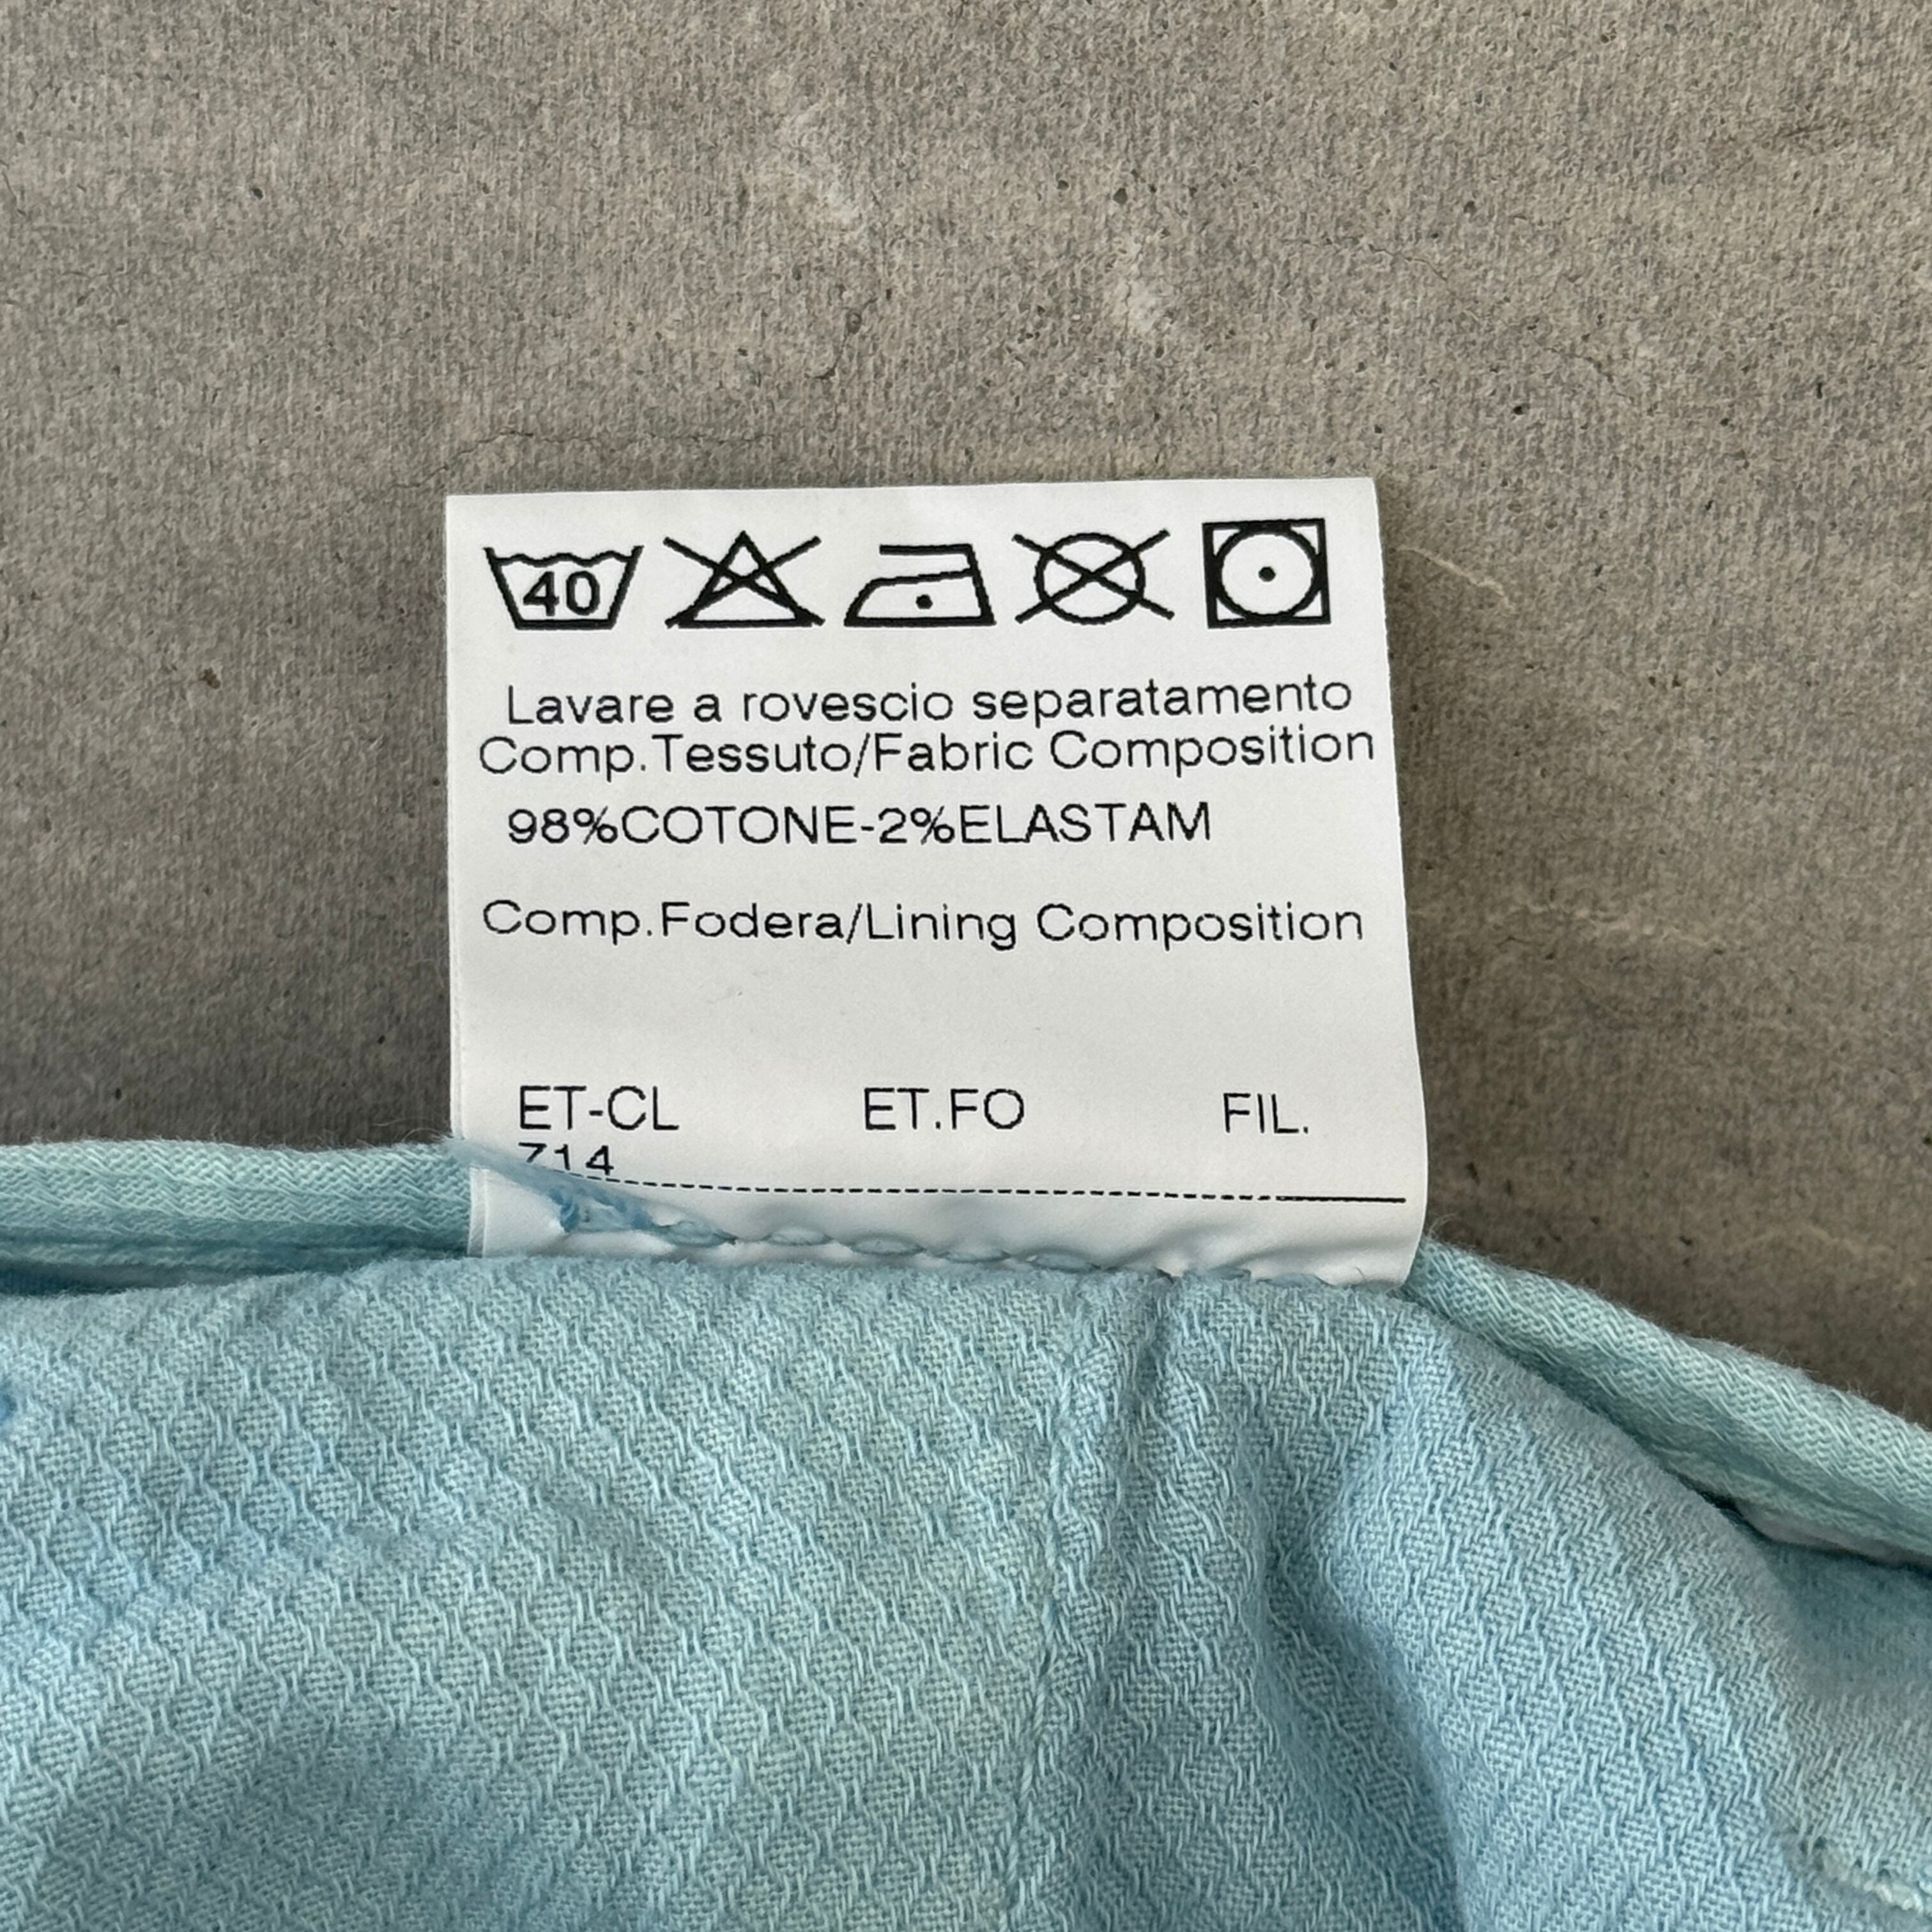 40
Lavare a rovescio separatamento
Comp.Tessuto/Fabric Composition
98%COTONE-2%ELASTAM
Comp.Fodera/Lining Composition
ET-CL ET.FO FIL.
714